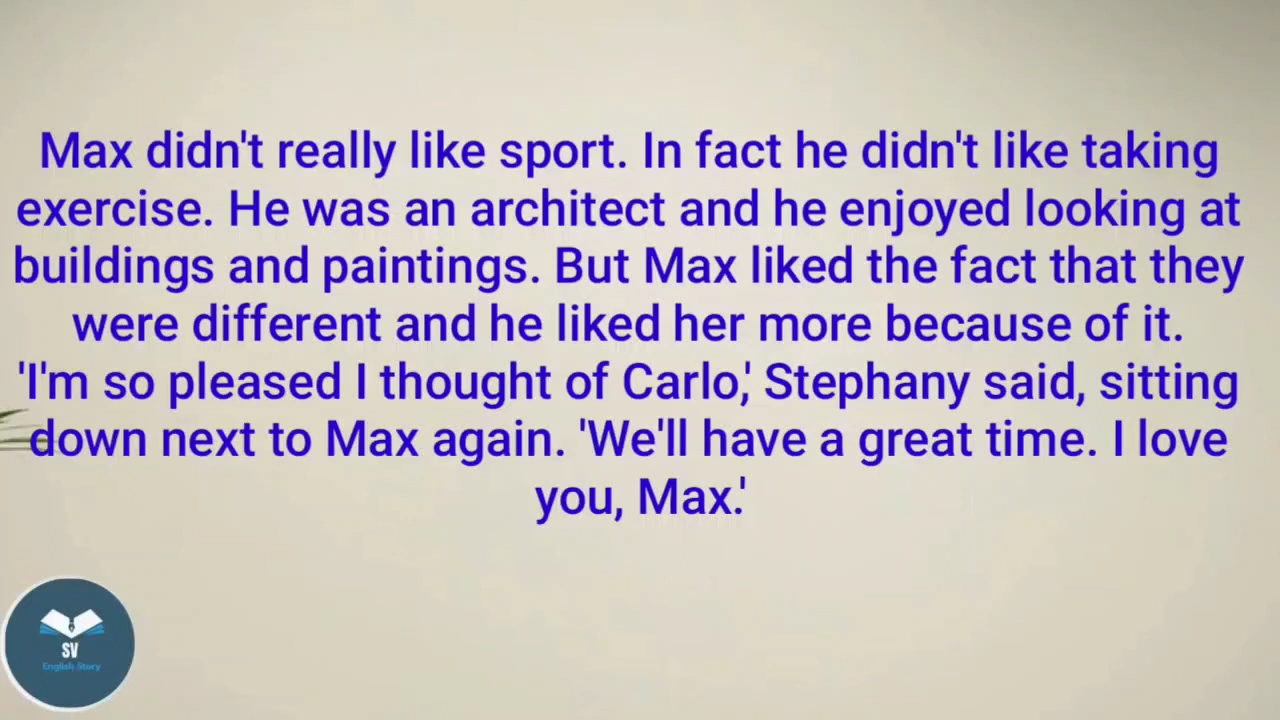 Max didn't really like sport. In fact he didn't like taking
exercise. He was an architect and he enjoyed looking at
buildings and paintings. But Max liked the fact that they
were different and he liked her more because of it.
'I'm so pleased I thought of Carlo,' Stephany said, sitting
down next to Max again. 'We'll have a great time. I love
you, Max.'
SV
English Story